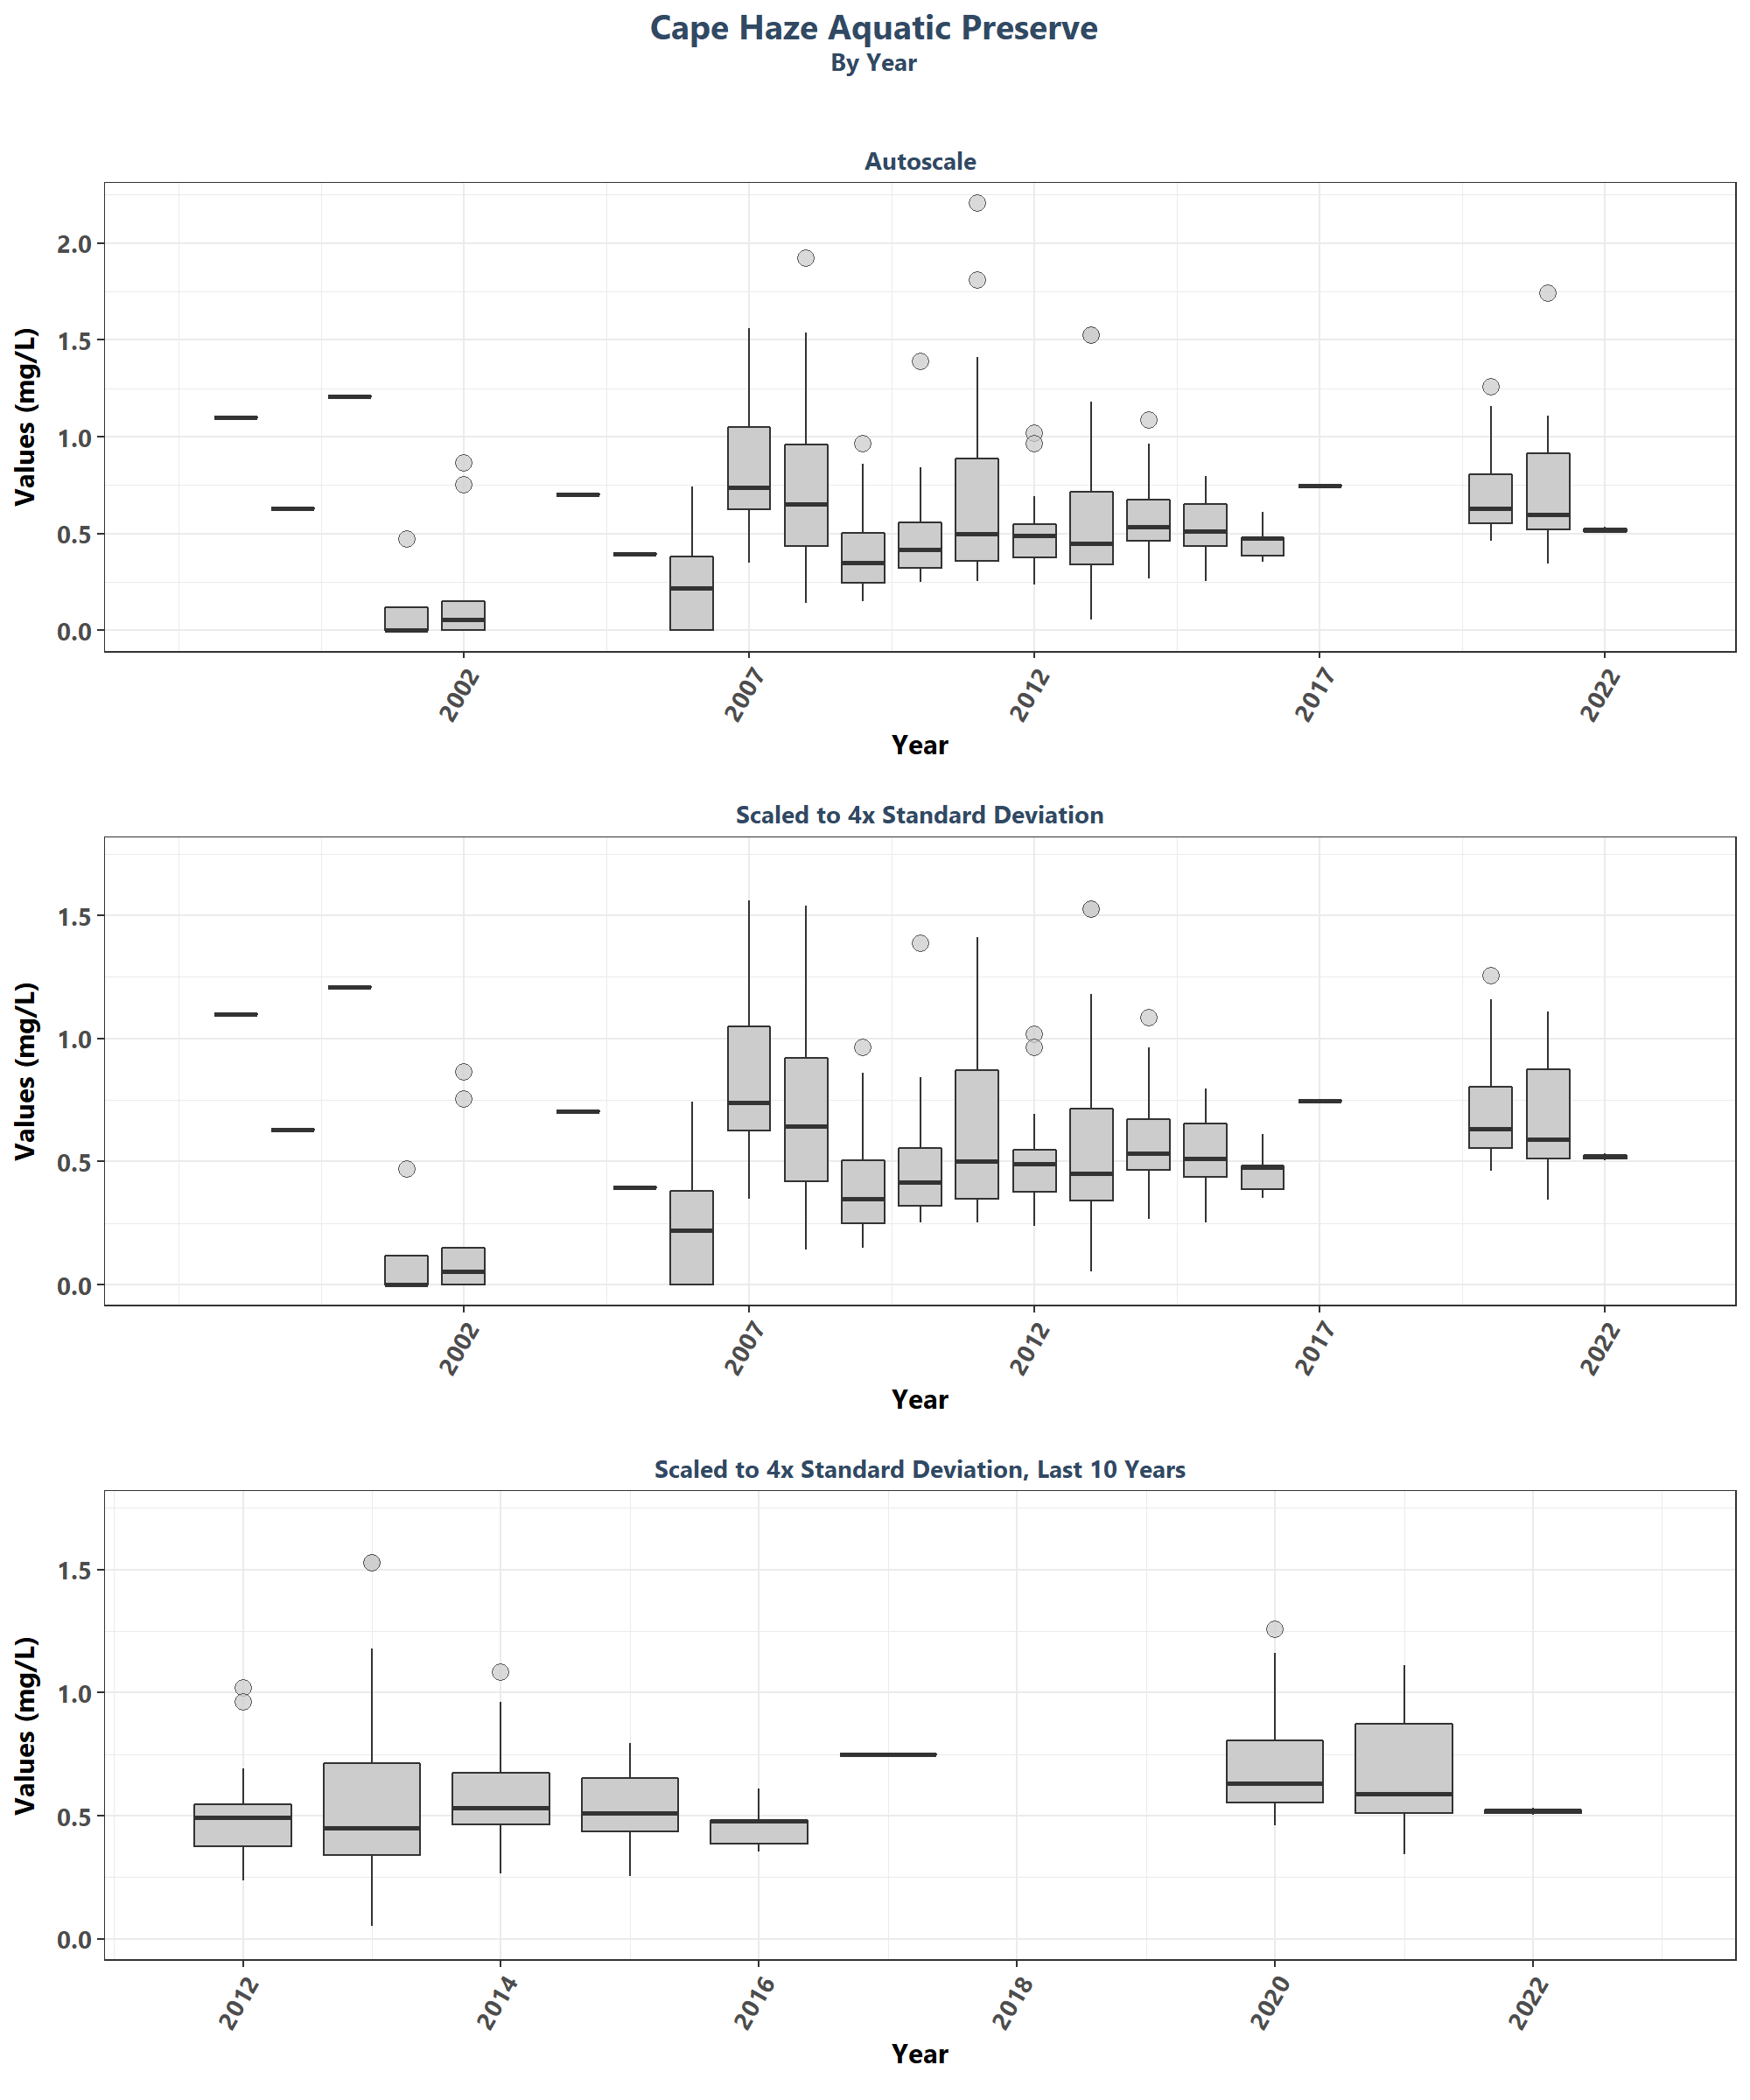 Cape Haze Aquatic Preserve
By Year
Autoscale
Values (mg/L)
2.0
1.5
1.0
0.5
0.0
2002 2007 2012 2017 2022
Year
Scaled to 4x Standard Deviation
Values (mg/L)
1.5
1.0
0.5
0.0
2002 2007 2012 2017 2022
Year
Scaled to 4x Standard Deviation, Last 10 Years
Values (mg/L)
1.5
1.0
0.5
0.0
2012 2014 2016 2018 2020 2022
Year